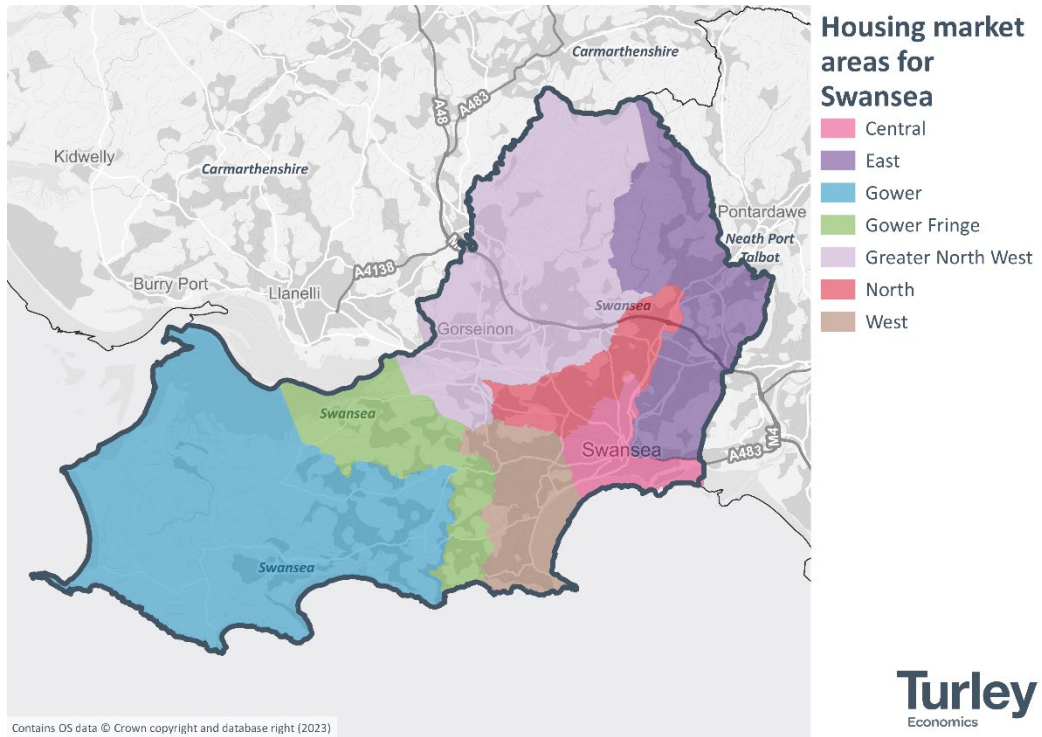 Housing market
areas for
Swansea
Central
East
Gower
Gower Fringe
Greater North West
North
West
Carmarthenshire
A48
A483
Kidwelly
Carmarthenshire
Pontardawe
Neath Port
Talbot
A4138
Burry Port
Llanelli
Swansea
Gorseinon
Swansea
Swansea
M4
A483
Swansea
Turley
Economics
Contains OS data © Crown copyright and database right (2023)